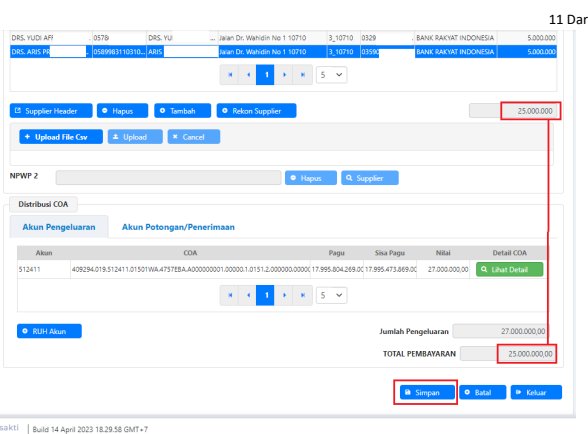 11 Dar
DRS. YUDI AFF 0578 DRS. YU ... Jalan Dr. Wahidin No 1 10710 3_10710 0329 BANK RAKYAT INDONESIA 5.000.000
DRS. ARIS PR 0589983110310... ARIS Jalan Dr. Wahidin No 1 10710 3_10710 0359 BANK RAKYAT INDONESIA 5.000.000
1 5
Supplier Header Hapus Tambah Rekon Supplier 25.000.000
+ Upload File Csv Upload × Cancel
NPWP 2 Hapus Supplier
Distribusi COA
Akun Pengeluaran Akun Potongan/Penerimaan
Akun COA Pagu Sisa Pagu Nilai Detail COA
512411 409294.019.512411.01501WA.4757EBA.A000000001.00000.1.0151.2.000000.0000 17.995.804.269.00 17.995.473.869.00 27.000.000,00 Lihat Detail
1 5
RUH Akun Jumlah Pengeluaran 27.000.000,00
TOTAL PEMBAYARAN 25.000.000,00
Simpan Batal Keluar
sakti | Build 14 April 2023 18.29.58 GMT+7